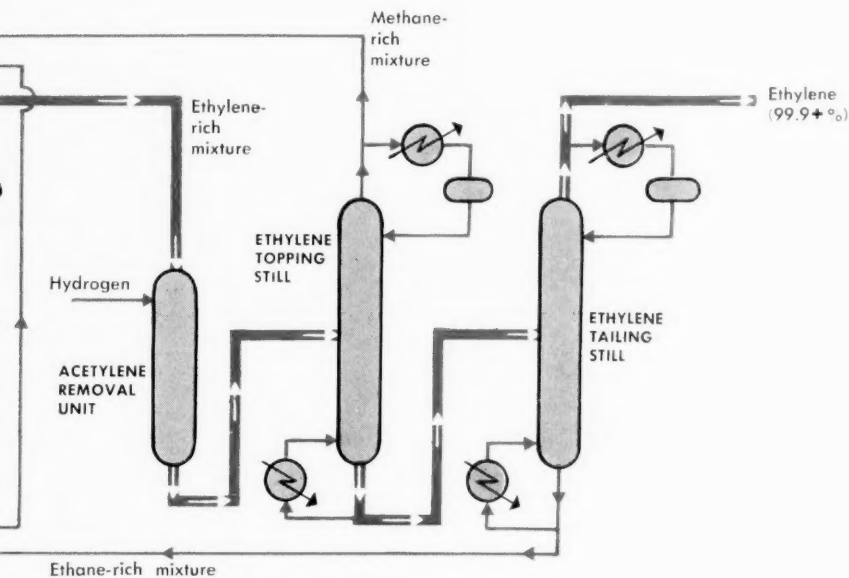 Methane-
rich
mixture
Ethylene-
rich
mixture
Ethylene
(99.9+%)
ETHYLENE
TOPPING
STILL
Hydrogen
ETHYLENE
TAILING
STILL
ACETYLENE
REMOVAL
UNIT
Ethane-rich mixture